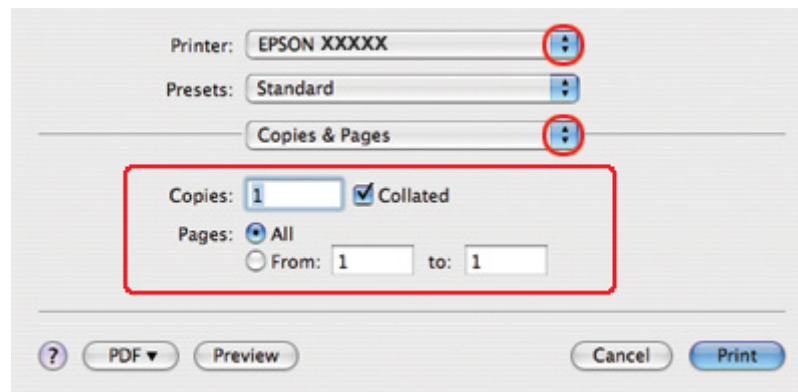 Printer: EPSON XXXXX
Presets: Standard
Copies & Pages
Copies: 1 Collated
Pages: All
From: 1 to: 1
? PDF Preview Cancel Print